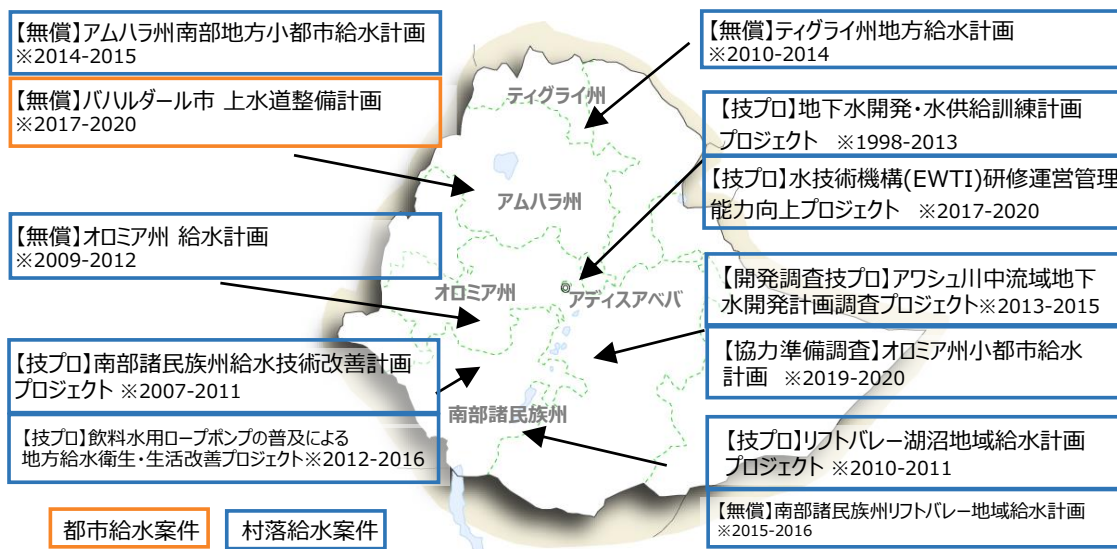 【無償】アムハラ州南部地方小都市給水計画
※2014-2015
【無償】バハルダール市 上水道整備計画
※2017-2020
【無償】オロミア州 給水計画
※2009-2012
【技プロ】南部諸民族州給水技術改善計画
プロジェクト ※2007-2011
【技プロ】飲料水用ロープポンプの普及による
地方給水衛生・生活改善プロジェクト※2012-2016
都市給水案件
村落給水案件
ティグライ州
アムハラ州
オロミア州
アディスアベバ
南部諸民族州
【無償】ティグライ州地方給水計画
※2010-2014
【技プロ】地下水開発・水供給訓練計画
プロジェクト ※1998-2013
【技プロ】水技術機構(EWTI)研修運営管理
能力向上プロジェクト ※2017-2020
【開発調査技プロ】アワシュ川中流域地下
水開発計画調査プロジェクト※2013-2015
【協力準備調査】オロミア州小都市給水
計画 ※2019-2020
【技プロ】リフトバレー湖沼地域給水計画
プロジェクト ※2010-2011
【無償】南部諸民族州リフトバレー地域給水計画
※2015-2016